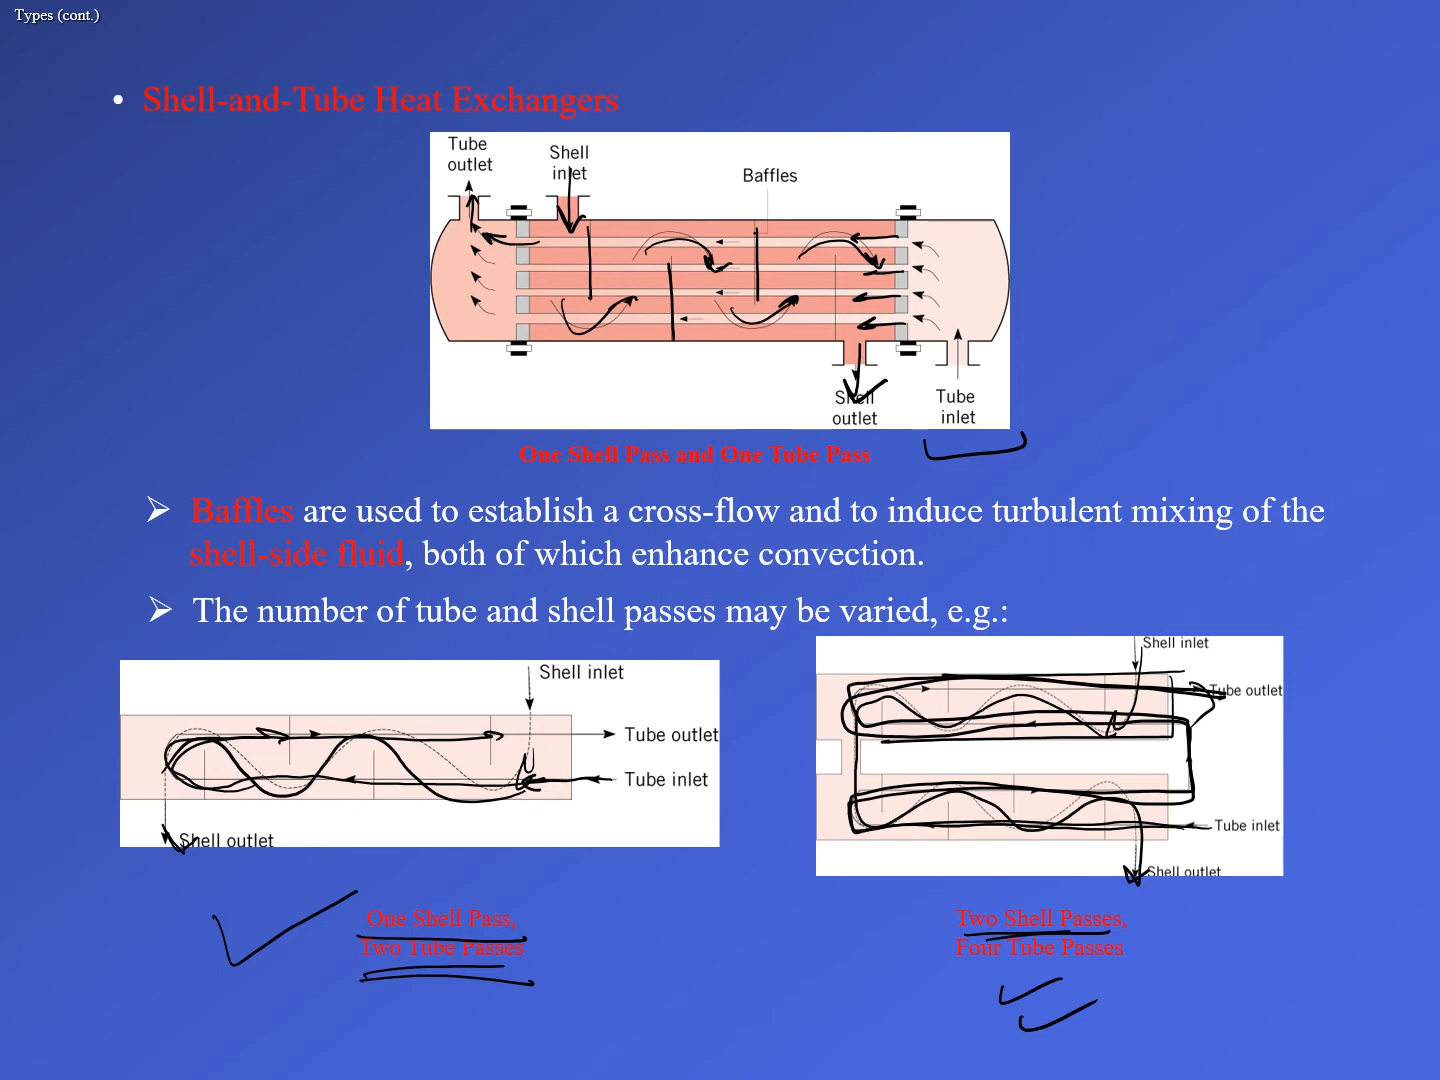 Types (cont.)
• Shell-and-Tube Heat Exchangers
Tube
outlet
Shell
inlet
Baffles
Shell
outlet
Tube
inlet
One Shell Pass and One Tube Pass
➢ Baffles are used to establish a cross-flow and to induce turbulent mixing of the
shell-side fluid, both of which enhance convection.
➢ The number of tube and shell passes may be varied, e.g.:
Shell inlet
Tube outlet
Tube inlet
Shell outlet
One Shell Pass,
Two Tube Passes
Shell inlet
Tube outlet
Tube inlet
Shell outlet
Two Shell Passes,
Four Tube Passes